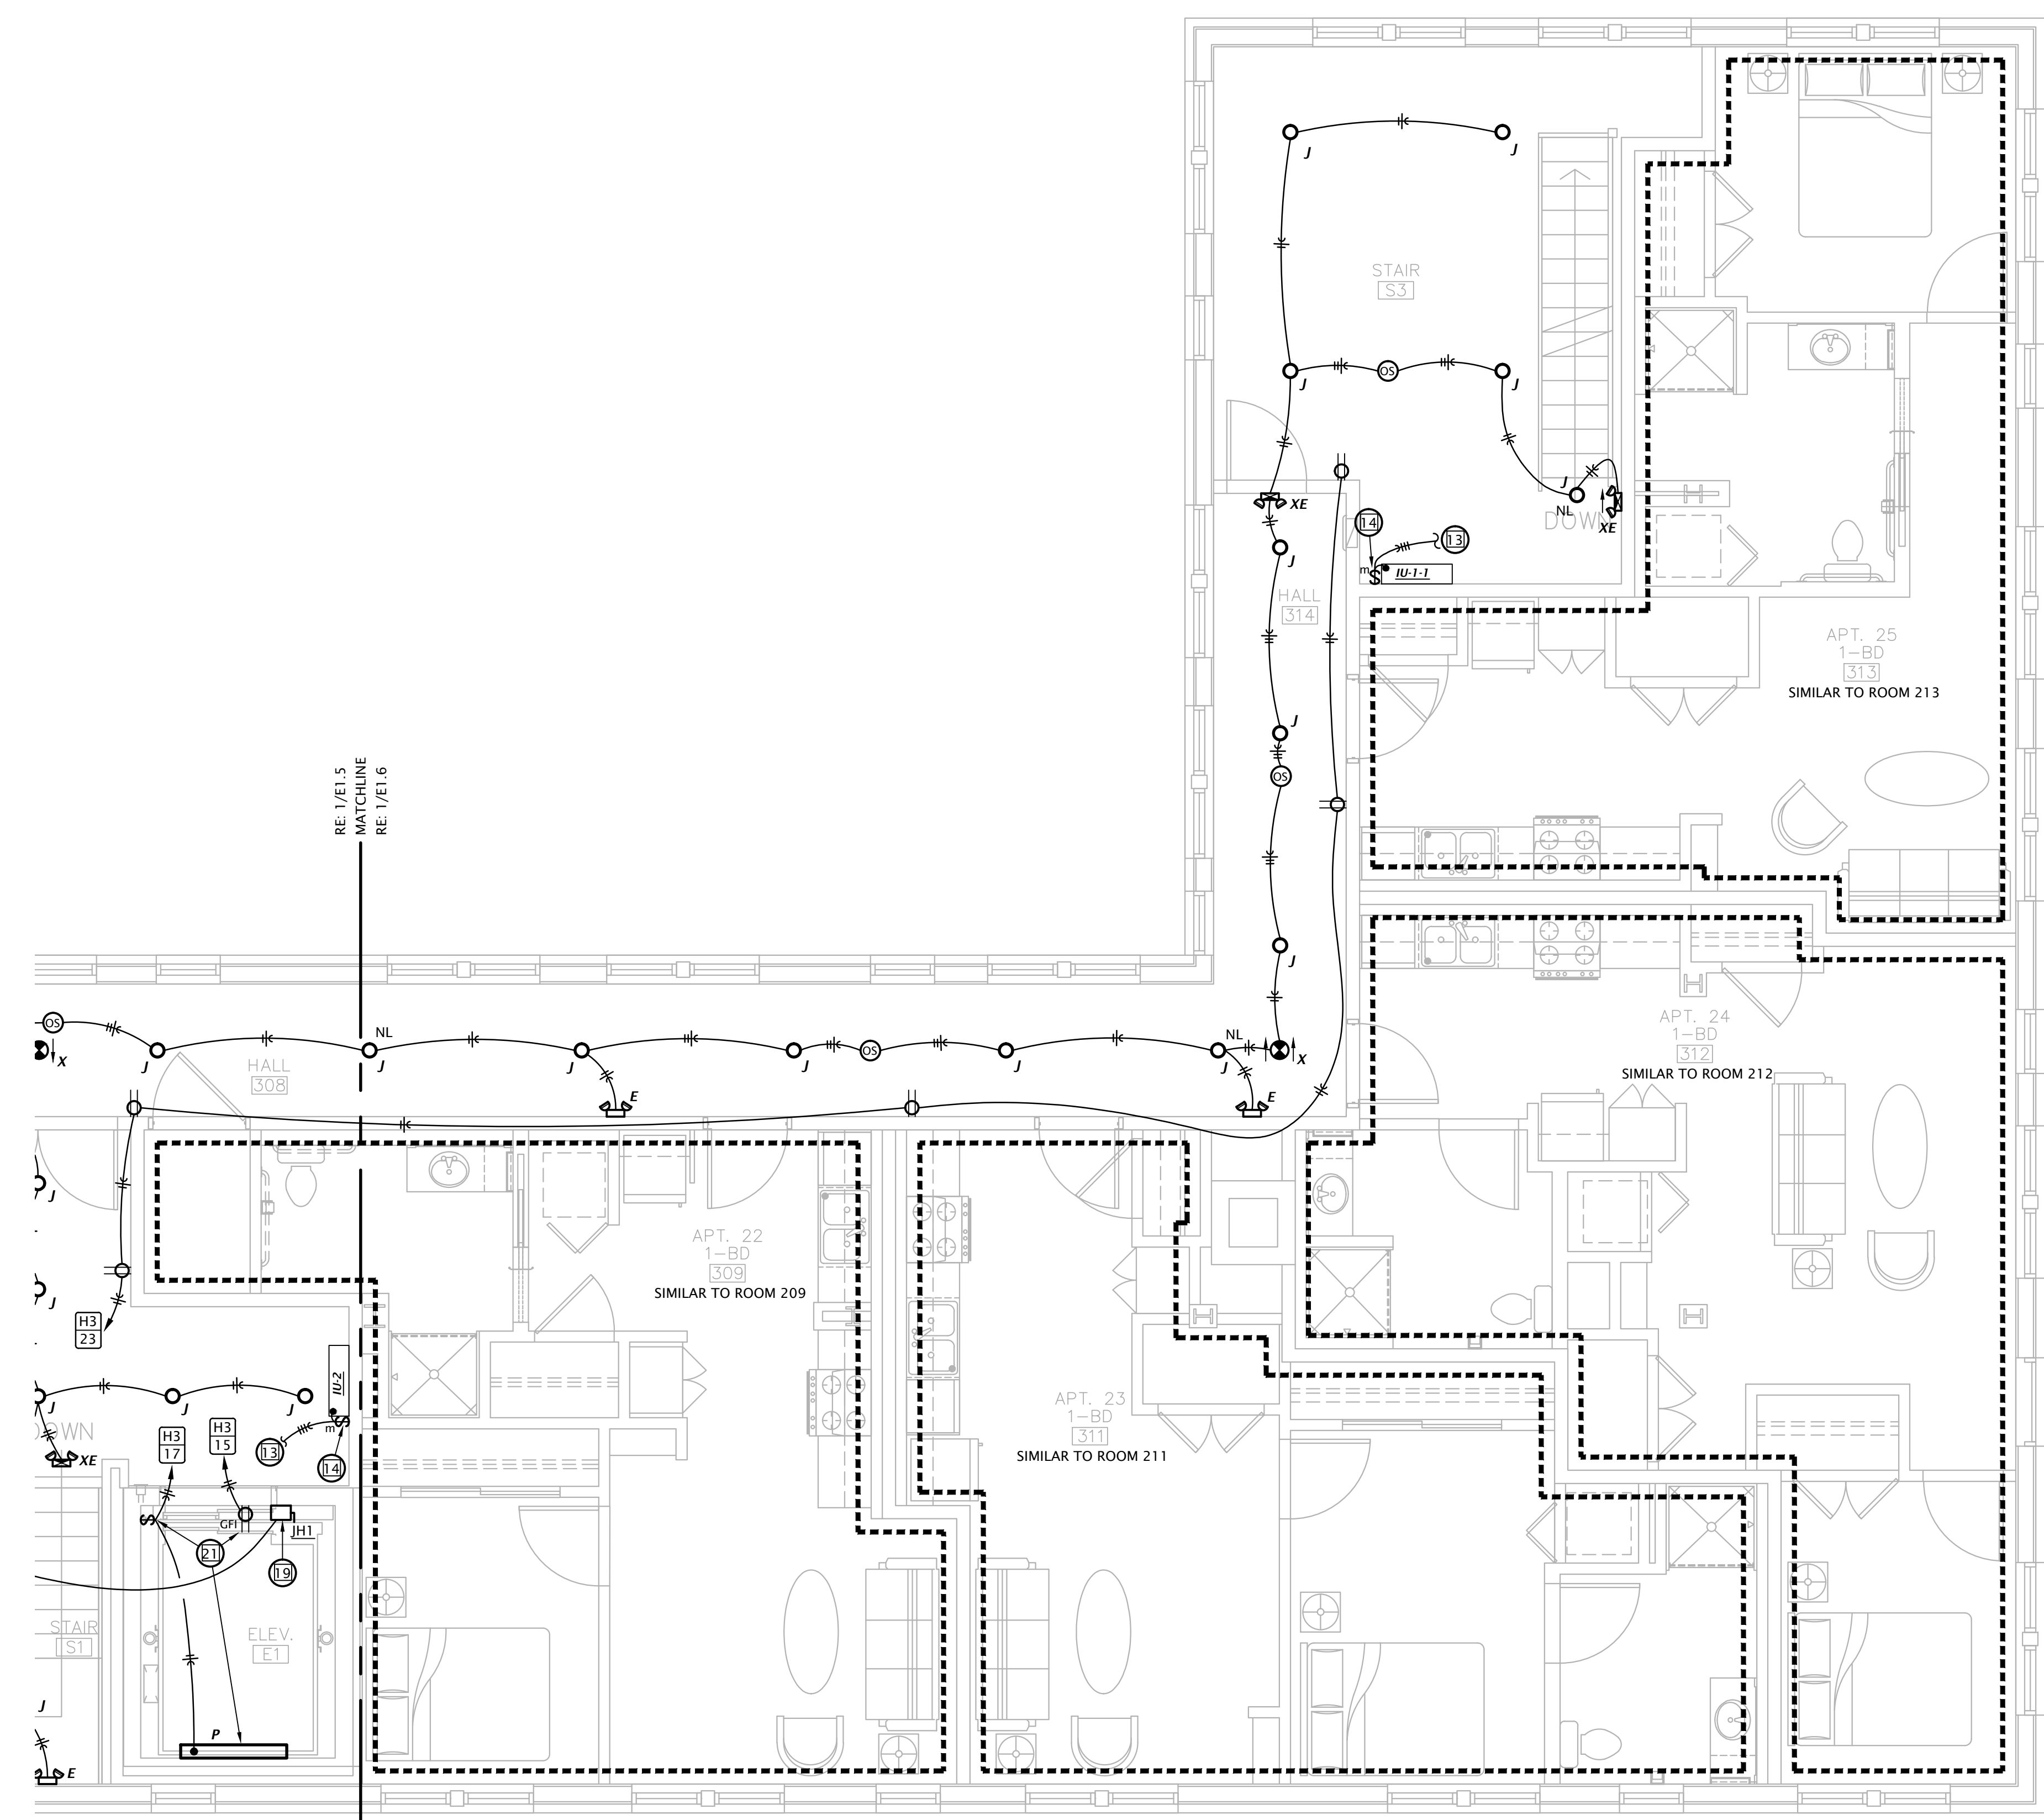 J
J
STAIR
S3
J
OS
J
J
NL
DOWN
XE
XE
14
13
m
$
IU-1-1
J
HALL
314
APT. 25
1-BD
313
SIMILAR TO ROOM 213
J
OS
RE: 1/E1.5
MATCHLINE
RE: 1/E1.6
J
OS
X
J
HALL
308
NL
J
J
J
OS
J
NL
J
X
E
E
APT. 24
1-BD
312
SIMILAR TO ROOM 212
J
J
APT. 22
1-BD
309
SIMILAR TO ROOM 209
H3
23
IU-2
m
$
J
J
J
DOWN
XE
H3
17
H3
15
13
14
APT. 23
1-BD
311
SIMILAR TO ROOM 211
$
GFI
JH1
21
19
STAIR
S1
ELEV.
E1
J
P
E